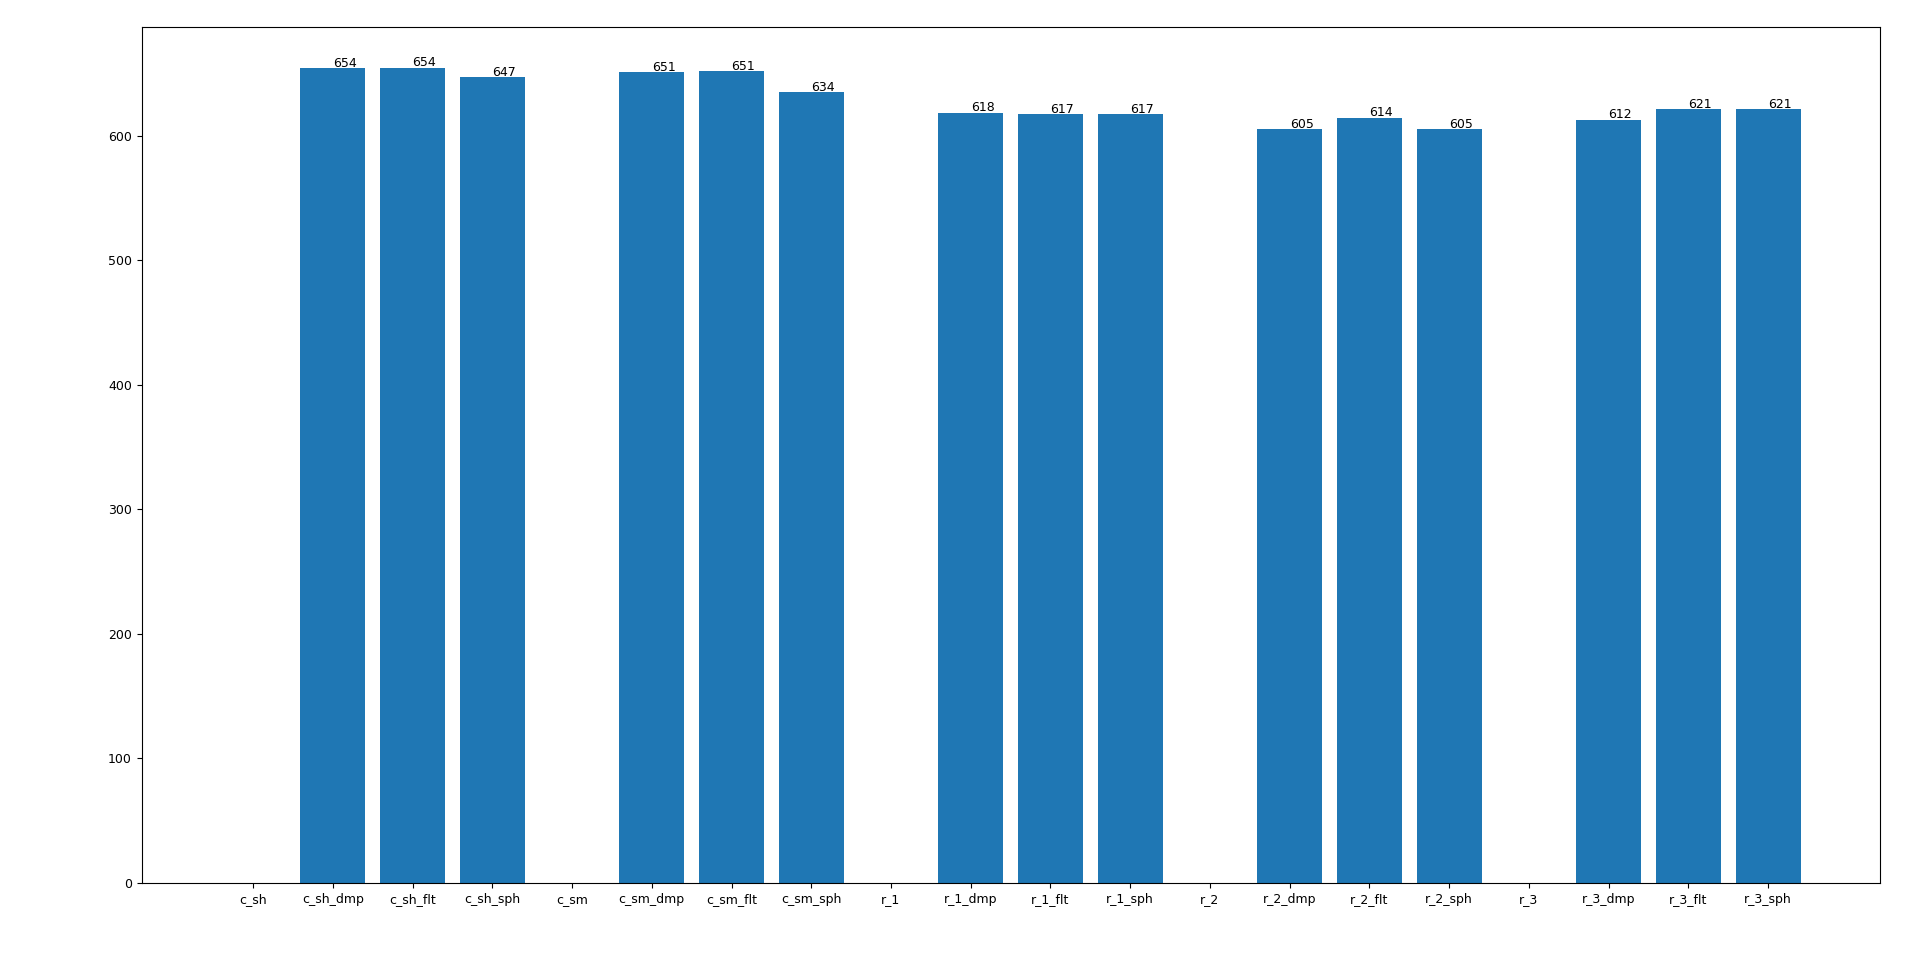 654
654
647
651
651
634
618
617
617
605
614
605
612
621
621
600
500
400
300
200
100
0
c_sh
c_sh_dmp
c_sh_flt
c_sh_sph
c_sm
c_sm_dmp
c_sm_flt
c_sm_sph
r_1
r_1_dmp
r_1_flt
r_1_sph
r_2
r_2_dmp
r_2_flt
r_2_sph
r_3
r_3_dmp
r_3_flt
r_3_sph